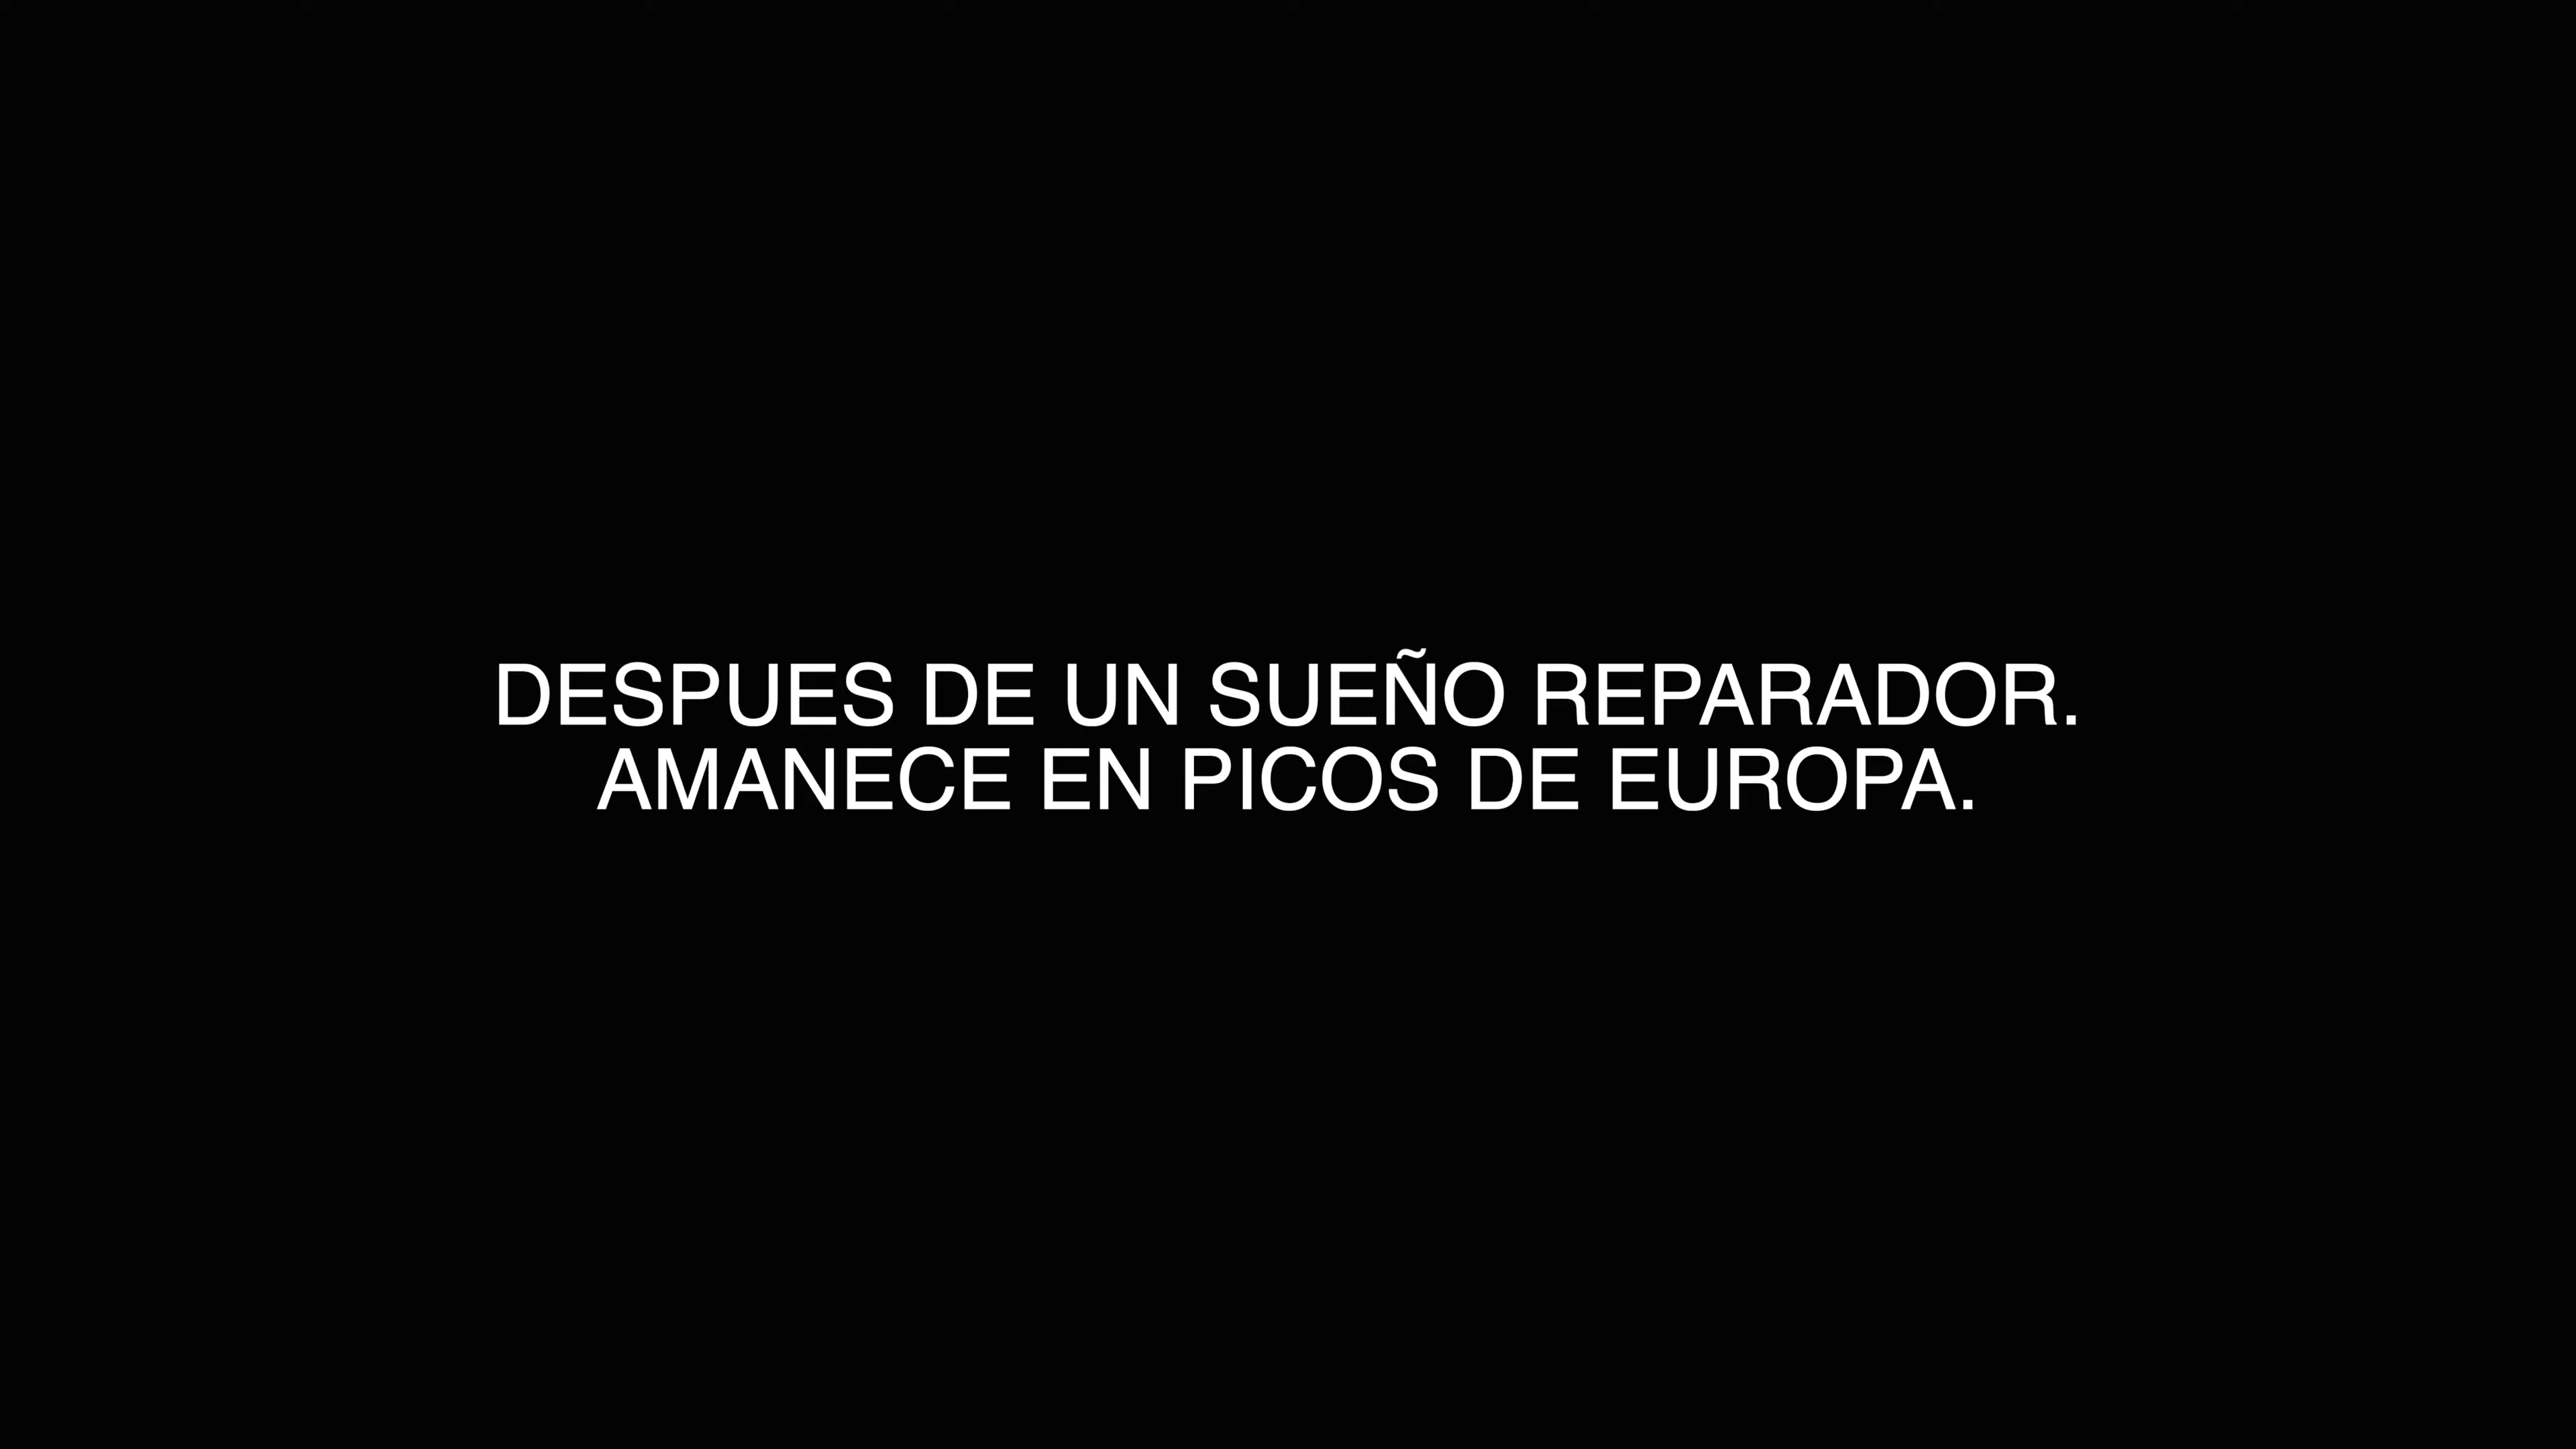 DESPUES DE UN SUEÑO REPARADOR.
AMANECE EN PICOS DE EUROPA.